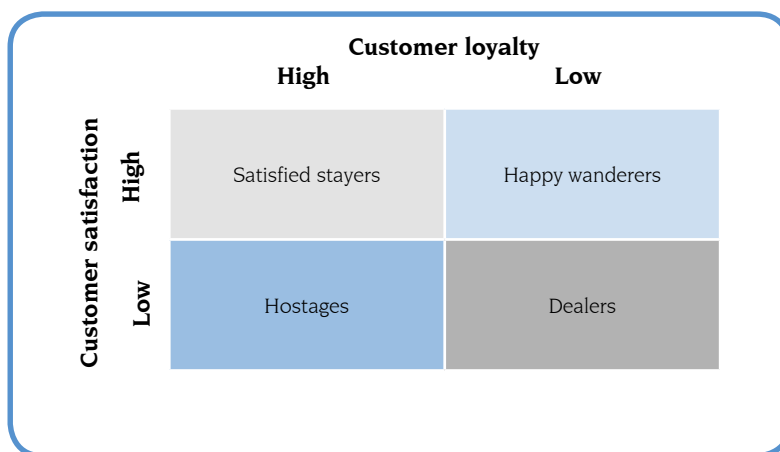 Customer loyalty
High Low
Customer satisfaction
High
Satisfied stayers Happy wanderers
Low
Hostages Dealers